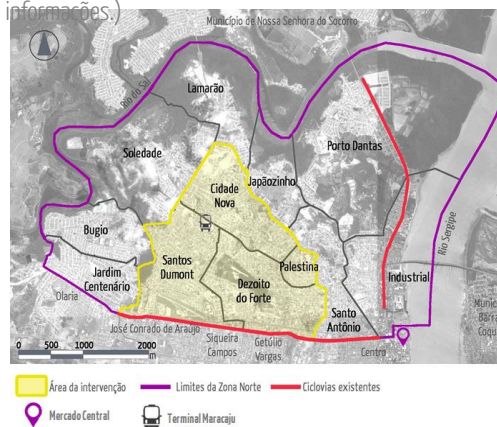 informações.)
Município de Nossa Senhora do Socorro
Rio do Sal
Lamarão
Porto Dantas
Soledade
Japãozinho
Cidade
Nova
Bugio
Rio Sergipe
Santos
Dumont
Palestina
Jardim
Centenário
Dezoito
do Forte
Industrial
Olaria
Santo
Antônio
Munic
Barra
Coqu
José Conrado de Araújo
Siqueira
Campos
Getúlio
Vargas
Centro
0 500 1000 2000
m
Área da intervenção
Limites da Zona Norte
Ciclovias existentes
Mercado Central
Terminal Maracaju